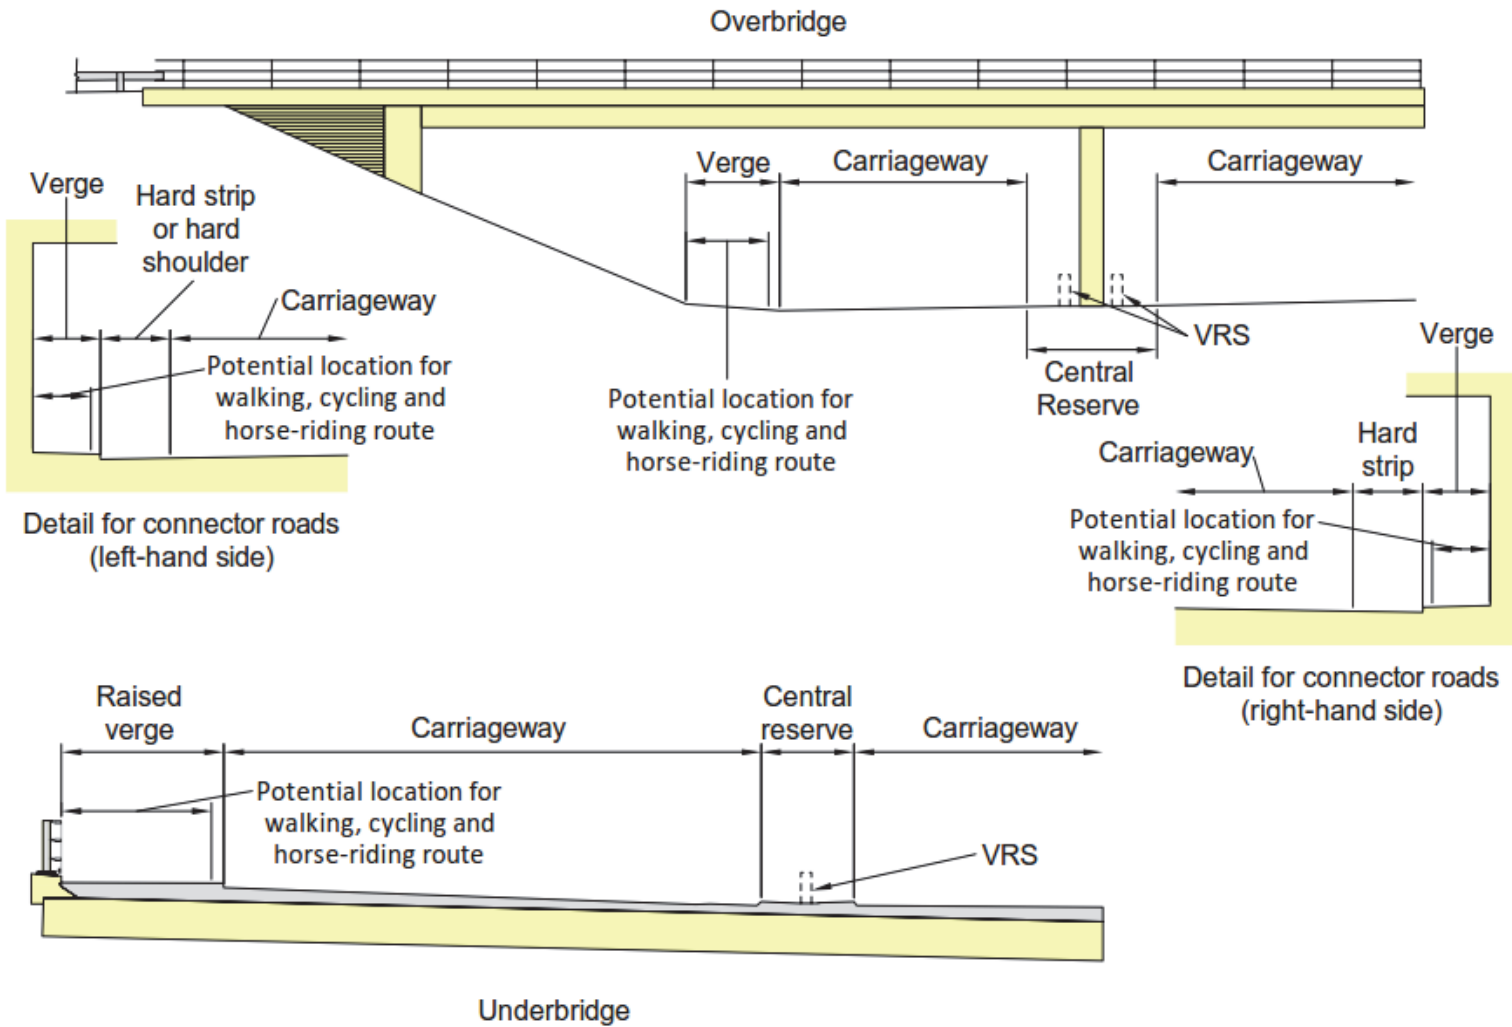 Overbridge
Verge
Carriageway
Carriageway
Verge
Hard strip
or hard
shoulder
Carriageway
Potential location for
walking, cycling and
horse-riding route
Detail for connector roads
(left-hand side)
Potential location for
walking, cycling and
horse-riding route
VRS
Central
Reserve
Verge
Hard
strip
Carriageway
Potential location for
walking, cycling and
horse-riding route
Detail for connector roads
(right-hand side)
Raised
verge
Carriageway
Central
reserve
Carriageway
Potential location for
walking, cycling and
horse-riding route
VRS
Underbridge